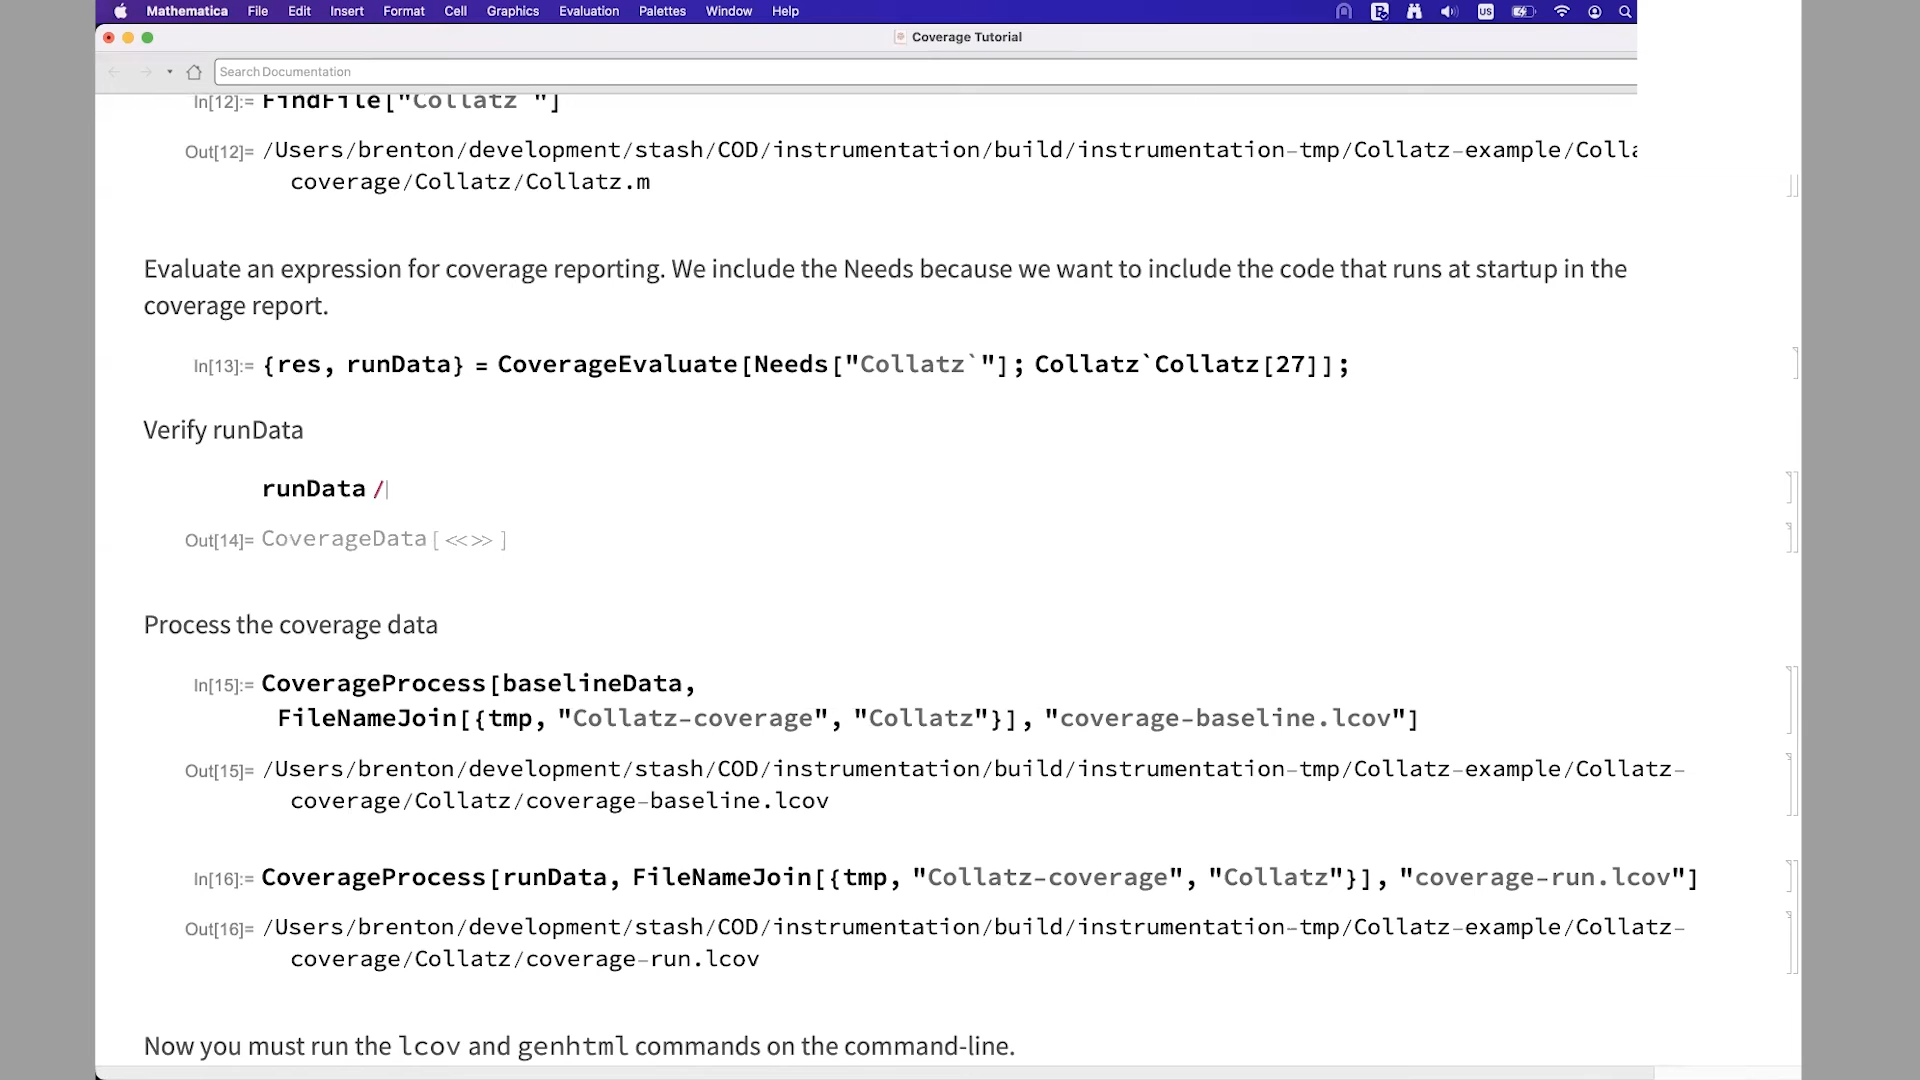 Mathematica File Edit Insert Format Cell Graphics Evaluation Palettes Window Help US
Coverage Tutorial
Search Documentation
In[12]:= FindFile["Collatz`"]
Out[12]= /Users/brenton/development/stash/COD/instrumentation/build/instrumentation-tmp/Collatz-example/Colla
coverage/Collatz/Collatz.m
Evaluate an expression for coverage reporting. We include the Needs because we want to include the code that runs at startup in the
coverage report.
In[13]:= {res, runData} = CoverageEvaluate[Needs["Collatz`"]; Collatz`Collatz[27]];
Verify runData
runData /
Out[14]= CoverageData[ <<>> ]
Process the coverage data
In[15]:= CoverageProcess[baselineData,
FileNameJoin[{tmp, "Collatz-coverage", "Collatz"}], "coverage-baseline.lcov"]
Out[15]= /Users/brenton/development/stash/COD/instrumentation/build/instrumentation-tmp/Collatz-example/Collatz-
coverage/Collatz/coverage-baseline.lcov
In[16]:= CoverageProcess[runData, FileNameJoin[{tmp, "Collatz-coverage", "Collatz"}], "coverage-run.lcov"]
Out[16]= /Users/brenton/development/stash/COD/instrumentation/build/instrumentation-tmp/Collatz-example/Collatz-
coverage/Collatz/coverage-run.lcov
Now you must run the lcov and genhtml commands on the command-line.